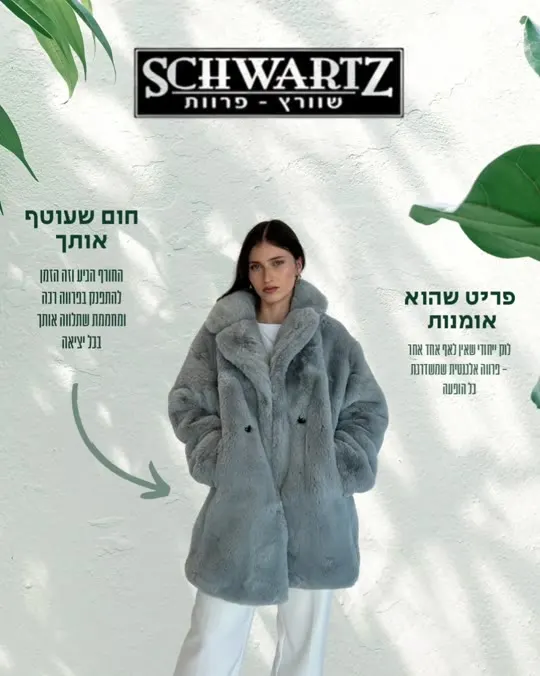 SCHWARTZ
שוורץ - פרוות
חום שעוטף
אותך
החורף הגיע וזה הזמן
להתפנק בפרווה רכה
ומחממת שתלווה אותך
בכל יציאה
פריט שהוא
אומנות
לוק ייחודי שאין לאף אחד אחר
- פרווה אלגנטית שמשדרגת
כל הופעה